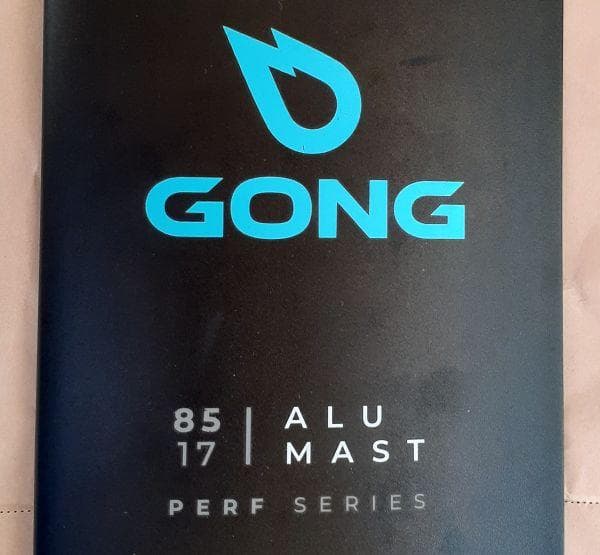 GONG
85 | ALU
17 | MAST
PERF SERIES